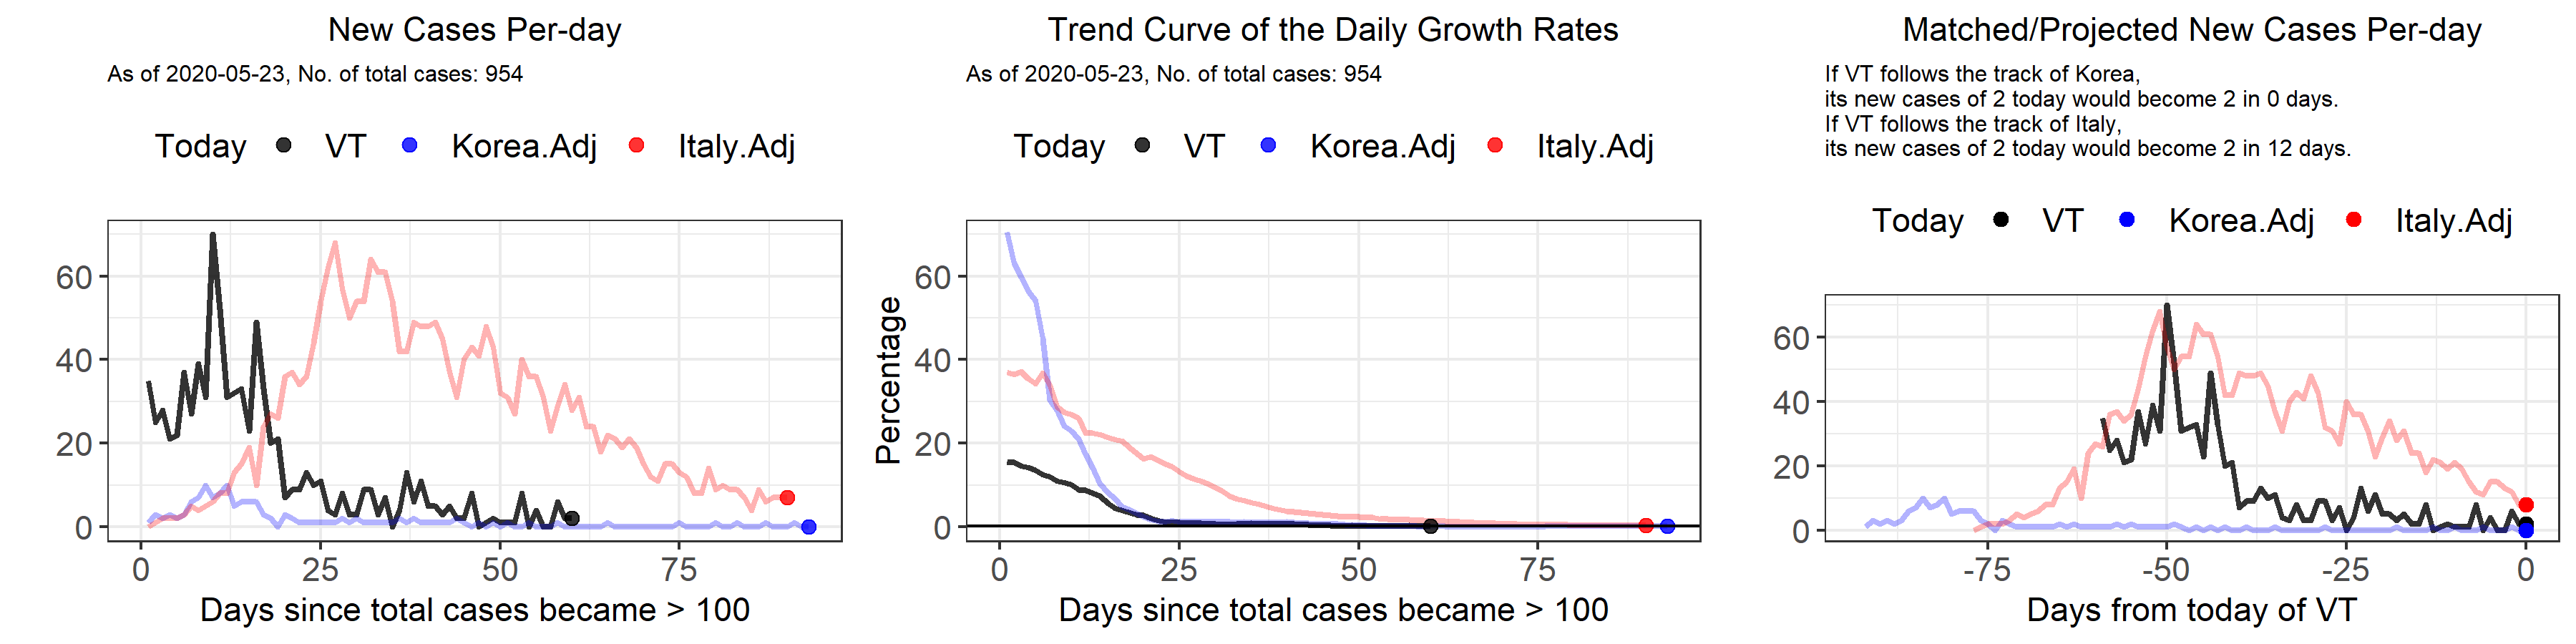 New Cases Per-day
As of 2020-05-23, No. of total cases: 954
Today VT Korea.Adj Italy.Adj
60
40
20
0
0 25 50 75
Days since total cases became > 100
Trend Curve of the Daily Growth Rates
As of 2020-05-23, No. of total cases: 954
Today VT Korea.Adj Italy.Adj
Percentage
60
40
20
0
0 25 50 75
Days since total cases became > 100
Matched/Projected New Cases Per-day
If VT follows the track of Korea,
its new cases of 2 today would become 2 in 0 days.
If VT follows the track of Italy,
its new cases of 2 today would become 2 in 12 days.
Today VT Korea.Adj Italy.Adj
60
40
20
0
-75 -50 -25 0
Days from today of VT